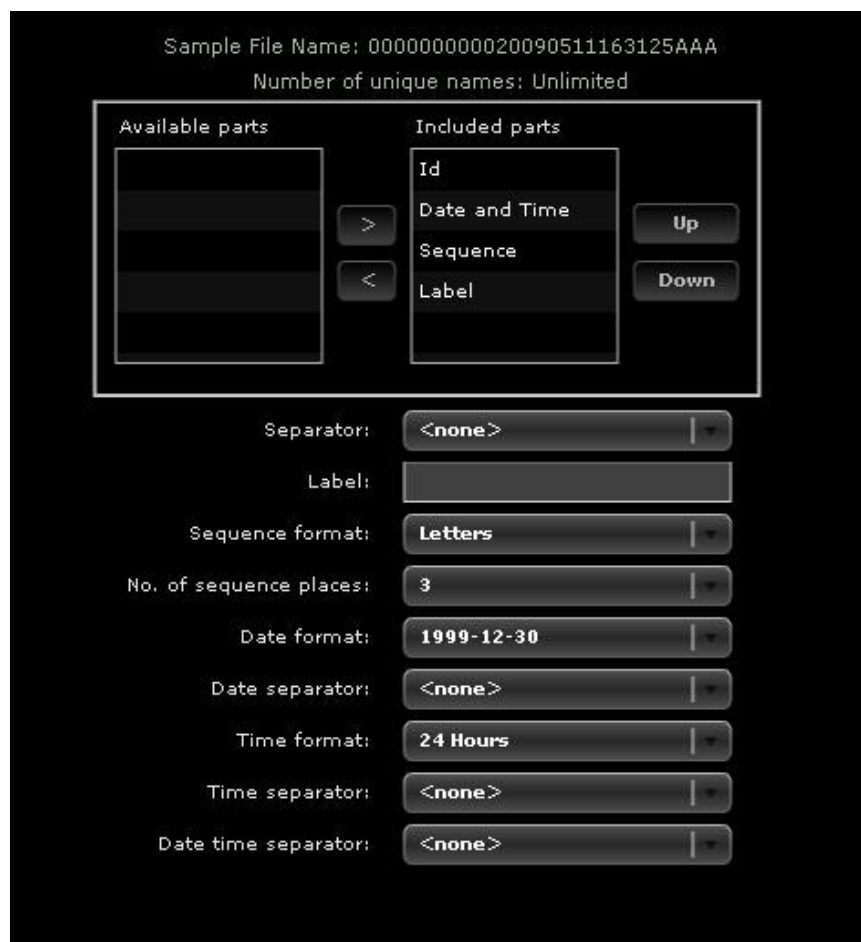 Sample File Name: 000000000020090511163125AAA
Number of unique names: Unlimited
Available parts
Included parts
Id
Date and Time
Sequence
Label
>
<
Up
Down
Separator: <none>
Label:
Sequence format: Letters
No. of sequence places: 3
Date format: 1999-12-30
Date separator: <none>
Time format: 24 Hours
Time separator: <none>
Date time separator: <none>